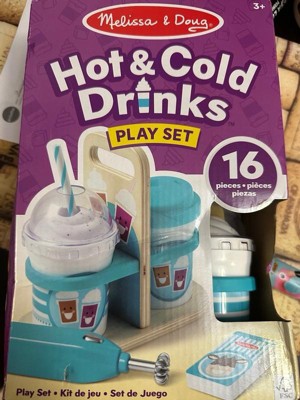 Melissa & Doug®
3+
Hot & Cold
Drinks™
PLAY SET
16
pieces • pièces
piezas
Play Set • Kit de jeu • Set de Juego